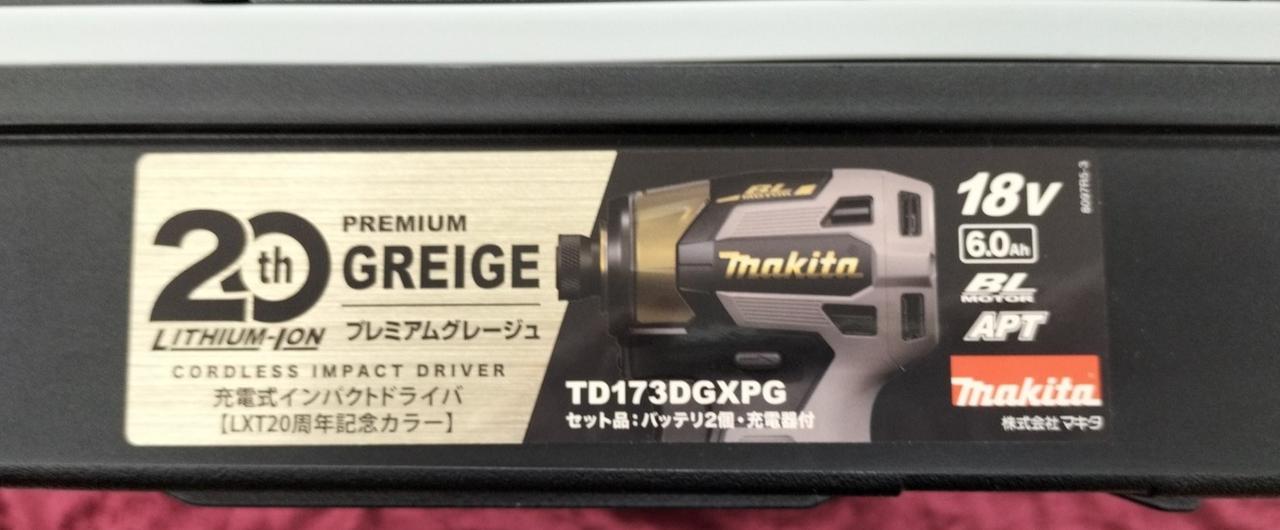 20th
LITHIUM-ION
PREMIUM
GREIGE
プレミアムグレージュ
CORDLESS IMPACT DRIVER
充電式インパクトドライバ
【LXT20周年記念カラー】
BL
makita
TD173DGXPG
セット品:バッテリ2個・充電器付
18V
6.0Ah
BL
MOTOR
APT
makita
株式会社マキタ
8097R5-3